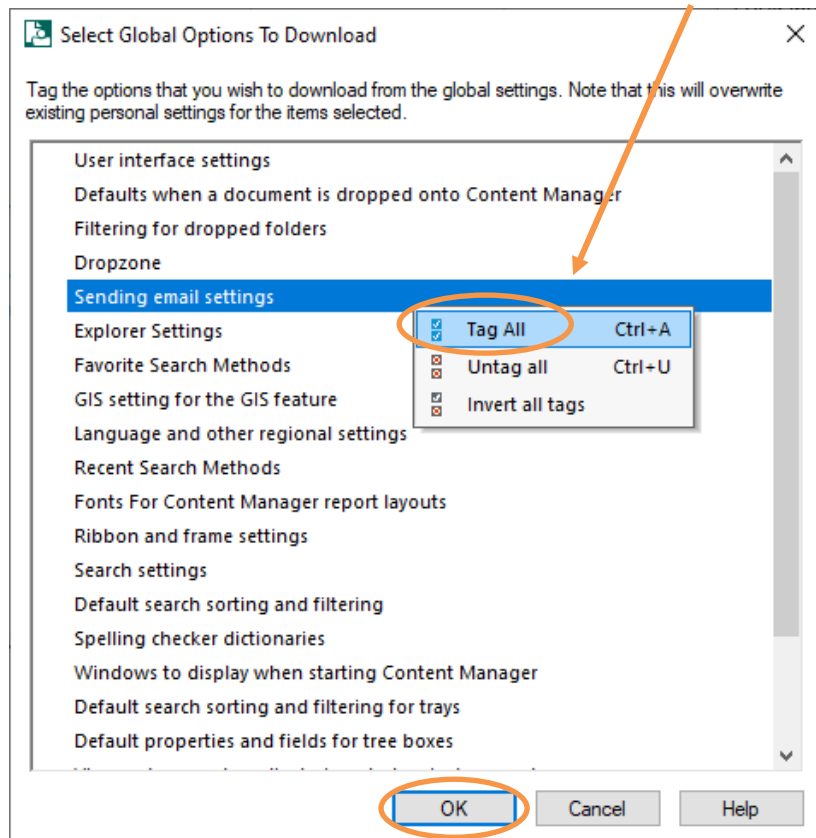 Select Global Options To Download
Tag the options that you wish to download from the global settings. Note that this will overwrite
existing personal settings for the items selected.
User interface settings
Defaults when a document is dropped onto Content Manager
Filtering for dropped folders
Dropzone
Sending email settings
Explorer Settings
Tag All Ctrl+A
Favorite Search Methods
Untag all Ctrl+U
GIS setting for the GIS feature
Invert all tags
Language and other regional settings
Recent Search Methods
Fonts For Content Manager report layouts
Ribbon and frame settings
Search settings
Default search sorting and filtering
Spelling checker dictionaries
Windows to display when starting Content Manager
Default search sorting and filtering for trays
Default properties and fields for tree boxes
OK Cancel Help